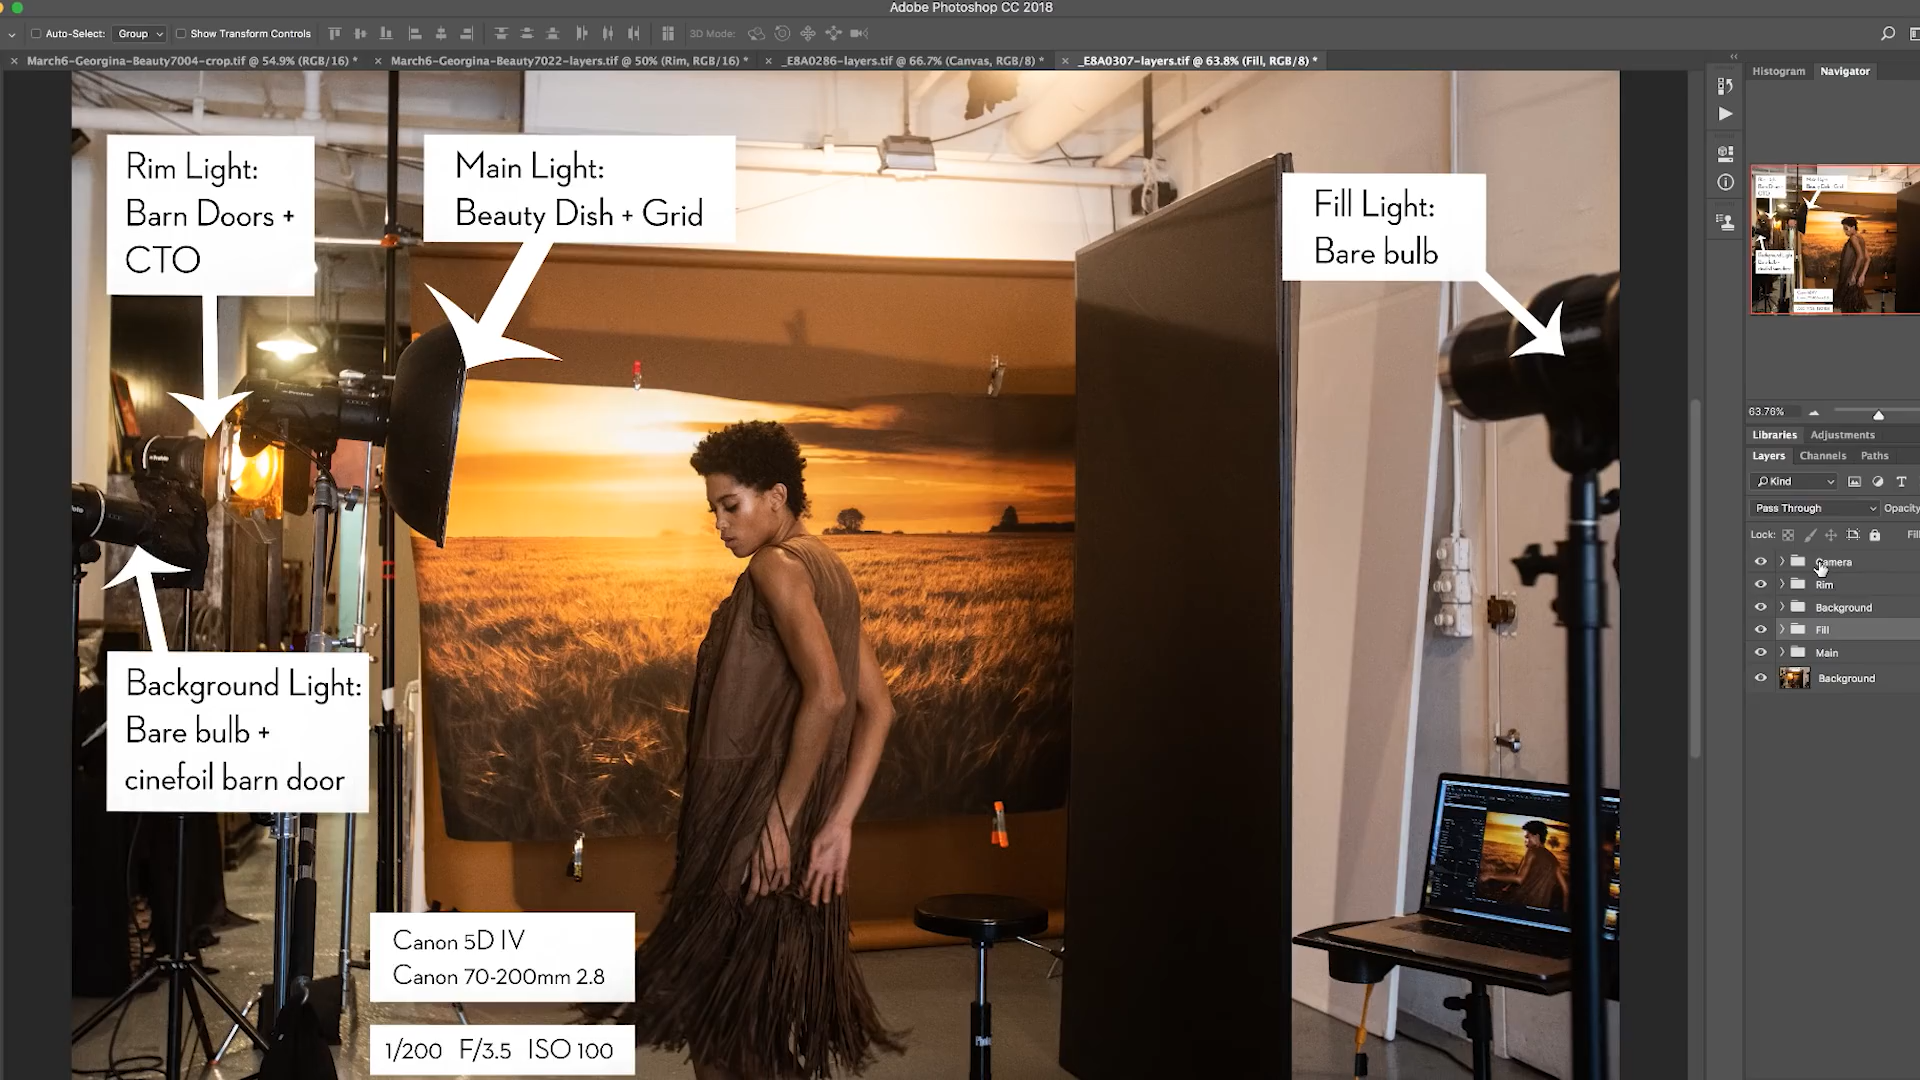 Adobe Photoshop CC 2018
Auto-Select: Group Show Transform Controls 3D Mode:
March6-Georgina-Beauty7004-crop.tif @ 54.9% (RGB/16) *
March6-Georgina-Beauty7022-layers.tif @ 50% (Rim, RGB/16) *
_E8A0286-layers.tif @ 66.7% (Canvas, RGB/8) *
_E8A0307-layers.tif @ 63.8% (Fill, RGB/8) *
Histogram Navigator
Rim Light:
Barn Doors +
CTO
Main Light:
Beauty Dish + Grid
Fill Light:
Bare bulb
Background Light:
Bare bulb +
cinefoil barn door
Canon 5D IV
Canon 70-200mm 2.8
1/200 F/3.5 ISO 100
63.76%
Libraries Adjustments
Layers Channels Paths
Kind
Pass Through Opacity
Lock: Fill
Camera
Rim
Background
Fill
Main
Background